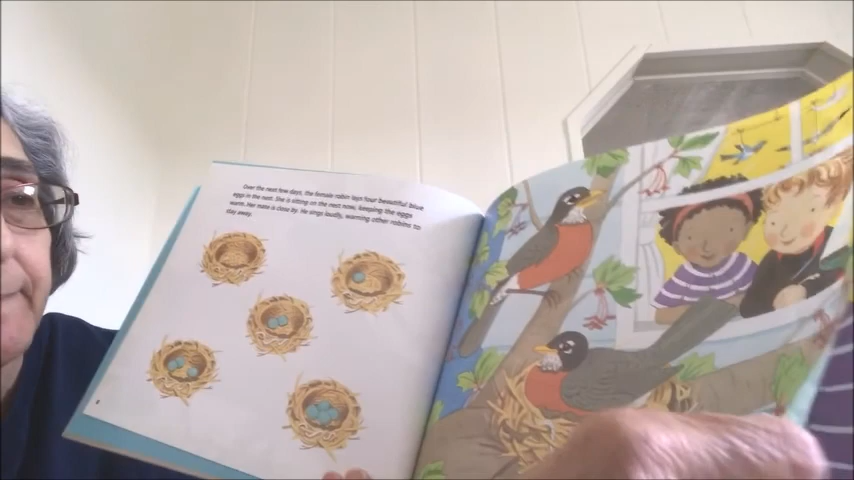 Over the next few days, the female robin lays four beautiful blue
eggs in the nest. She is sitting on the nest now, keeping the eggs
warm. Her mate is close by. He sings loudly, warning other robins to
stay away.